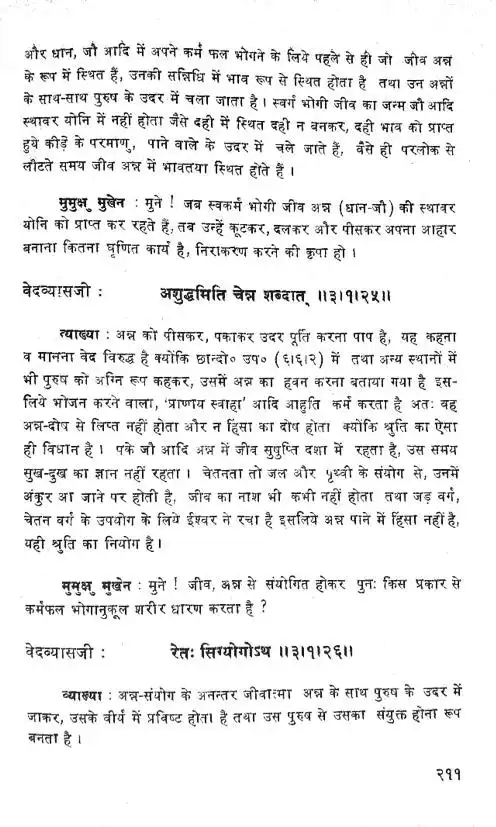 और धान, जौ आदि में अपने कर्म फल भोगने के लिये पहले से ही जो जीव अन्न
के रूप में स्थित हैं, उनकी सन्निधि में भाव रूप से स्थित होता है तथा उन अन्नों
के साथ-साथ पुरुष के उदर में चला जाता है। स्वर्ग भोगी जीव का जन्म जौ आदि
स्थावर योनि में नहीं होता जैसे दही में स्थित दही न बनकर, दही भाव को प्राप्त
हुये कीड़े के परमाणु, पाने वाले के उदर में चले जाते हैं, वैसे ही परलोक से
लौटते समय जीव अन्न में भावतया स्थित होते हैं।
मुमुक्षु मुखेन : मुने ! जब स्वकर्म भोगी जीव अन्न (धान-जौ) की स्थावर
योनि को प्राप्त कर रहते हैं, तब उन्हें कूटकर, दलकर और पीसकर अपना आहार
बनाना कितना घृणित कार्य है, निराकरण करने की कृपा हो।
वेदव्यासजी : अशुद्धमिति चेन्न शब्दात् ॥३।१।२५॥
व्याख्या : अन्न को पीसकर, पकाकर उदर पूर्ति करना पाप है, यह कहना
व मानना वेद विरुद्ध है क्योंकि छान्दो० उप० (६।६।२) में तथा अन्य स्थानों में
भी पुरुष को अग्नि रूप कहकर, उसमें अन्न का हवन करना बताया गया है इस-
लिये भोजन करने वाला, 'प्राणाय स्वाहा' आदि आहुति कर्म करता है अतः वह
अन्न-दोष से लिप्त नहीं होता और न हिंसा का दोष होता क्योंकि श्रुति का ऐसा
ही विधान है। पके जौ आदि अन्न में जीव सुषुप्ति दशा में रहता है, उस समय
सुख-दुख का ज्ञान नहीं रहता। चेतनता तो जल और पृथ्वी के संयोग से, उनमें
अंकुर आ जाने पर होती है, जीव का नाश भी कभी नहीं होता तथा जड़ वर्ग,
चेतन वर्ग के उपयोग के लिये ईश्वर ने रचा है इसलिये अन्न पाने में हिंसा नहीं है,
यही श्रुति का नियोग है।
मुमुक्षु मुखेन : मुने ! जीव, अन्न से संयोगित होकर पुनः किस प्रकार से
कर्मफल भोगानुकूल शरीर धारण करता है ?
वेदव्यासजी : रेतः सिग्योगोऽथ ॥३।१।२६॥
व्याख्या : अन्न-संयोग के अनन्तर जीवात्मा अन्न के साथ पुरुष के उदर में
जाकर, उसके वीर्य में प्रविष्ट होता है तथा उस पुरुष से उसका संयुक्त होना रूप
बनता है।
२११